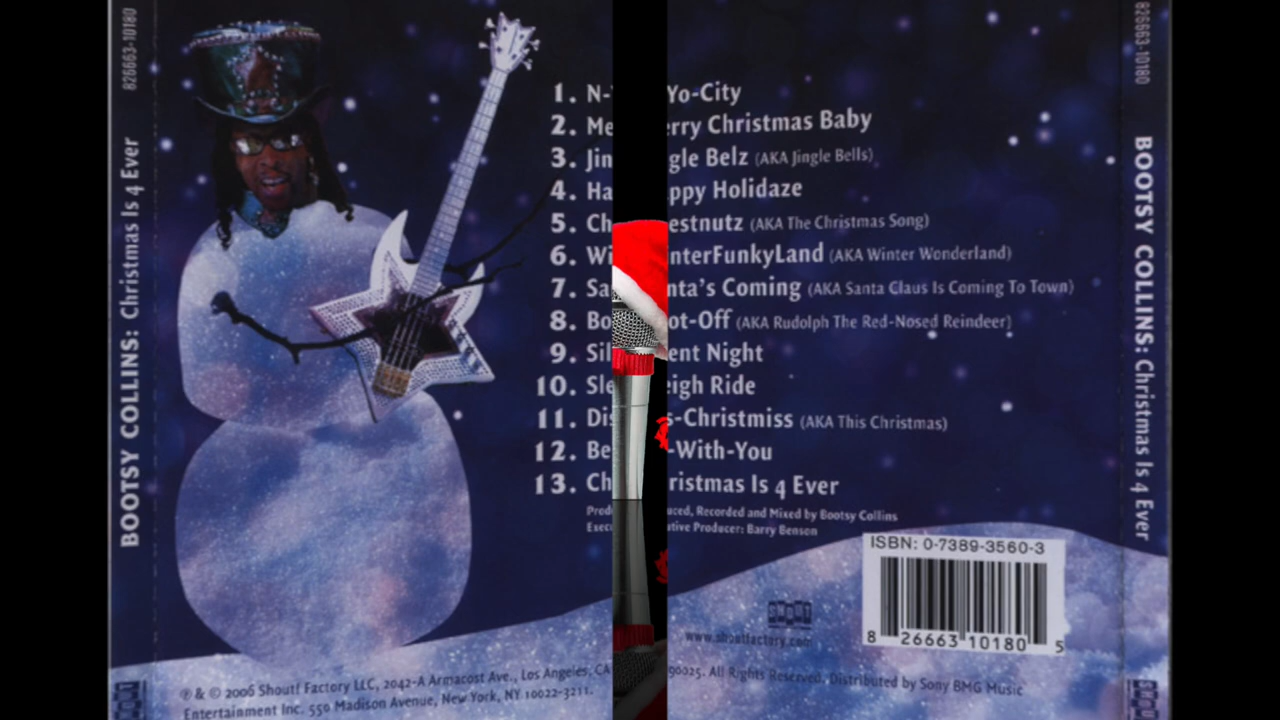 826663-10180
BOOTSY COLLINS: Christmas Is 4 Ever
1. N-Y Yo-City
2. Me erry Christmas Baby
3. Jin gle Belz (AKA Jingle Bells)
4. Ha ppy Holidaze
5. Ch estnutz (AKA The Christmas Song)
6. Wi nterFunkyLand (AKA Winter Wonderland)
7. Sa nta's Coming (AKA Santa Claus Is Coming To Town)
8. Bo ot-Off (AKA Rudolph The Red-Nosed Reindeer)
9. Sil ent Night
10. Sle eigh Ride
11. Dis s-Christmiss (AKA This Christmas)
12. Be -With-You
13. Ch ristmas Is 4 Ever
Produ uced, Recorded and Mixed by Bootsy Collins
Execu utive Producer: Barry Benson
ISBN: 0-7389-3560-3
8 26663 10180 5
SHOUT
www.shoutfactory.com
℗ & © 2006 Shout! Factory LLC, 2042-A Armacost Ave., Los Angeles, CA 90025. All Rights Reserved. Distributed by Sony BMG Music
Entertainment Inc. 550 Madison Avenue, New York, NY 10022-3211.
826663-10180
BOOTSY COLLINS: Christmas Is 4 Ever